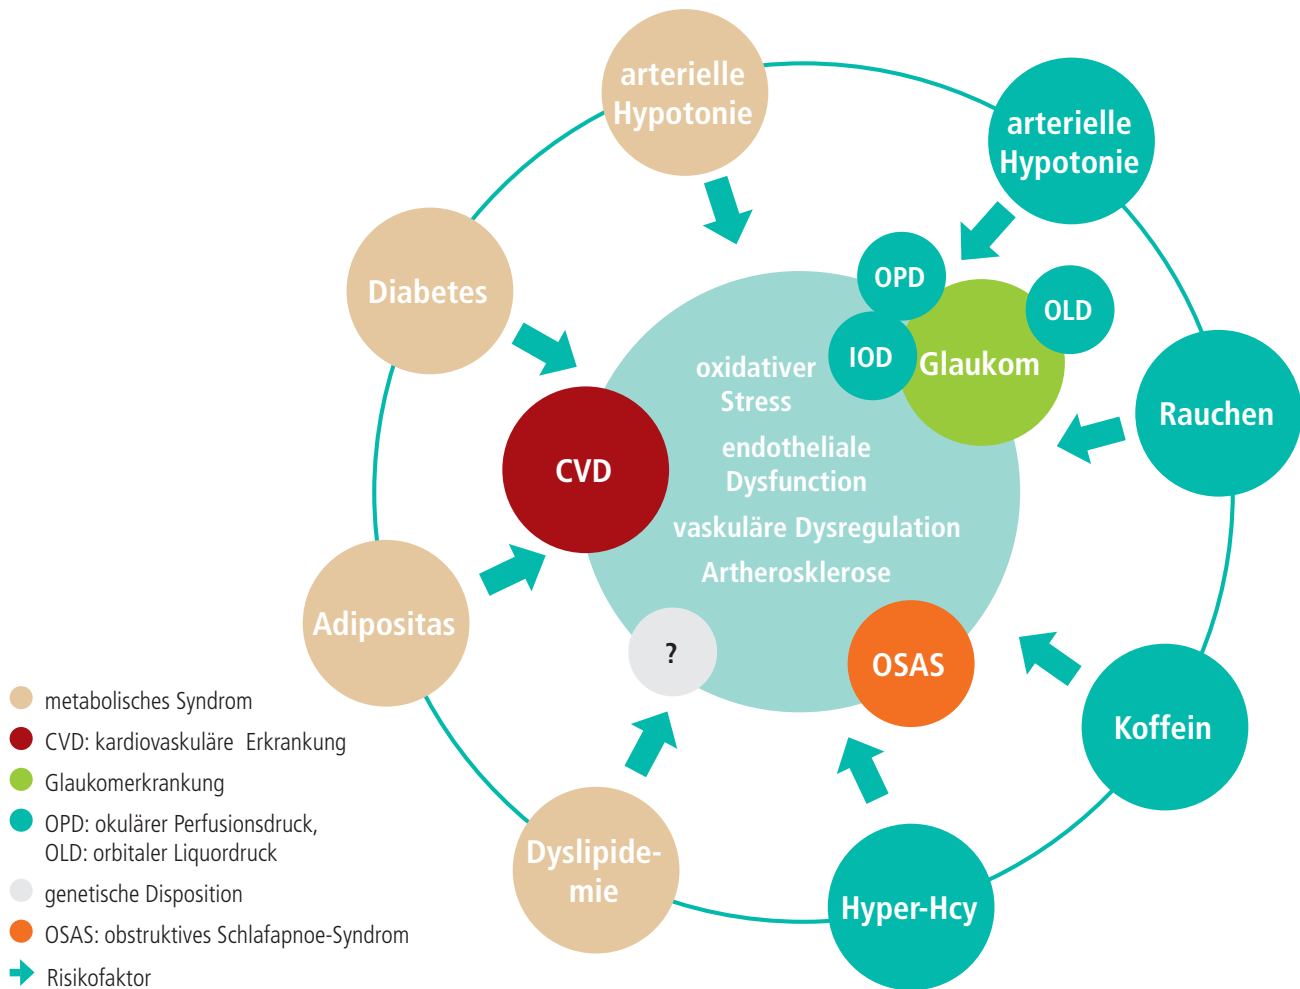 arterielle
Hypotonie
arterielle
Hypotonie
Diabetes
OPD
OLD
IOD
Glaukom
oxidativer
Stress
Rauchen
endotheliale
Dysfunction
CVD
vaskuläre Dysregulation
Artherosklerose
Adipositas
?
OSAS
Koffein
Dyslipide-
mie
Hyper-Hcy
metabolisches Syndrom
CVD: kardiovaskuläre Erkrankung
Glaukomerkrankung
OPD: okulärer Perfusionsdruck,
OLD: orbitaler Liquordruck
genetische Disposition
OSAS: obstruktives Schlafapnoe-Syndrom
Risikofaktor